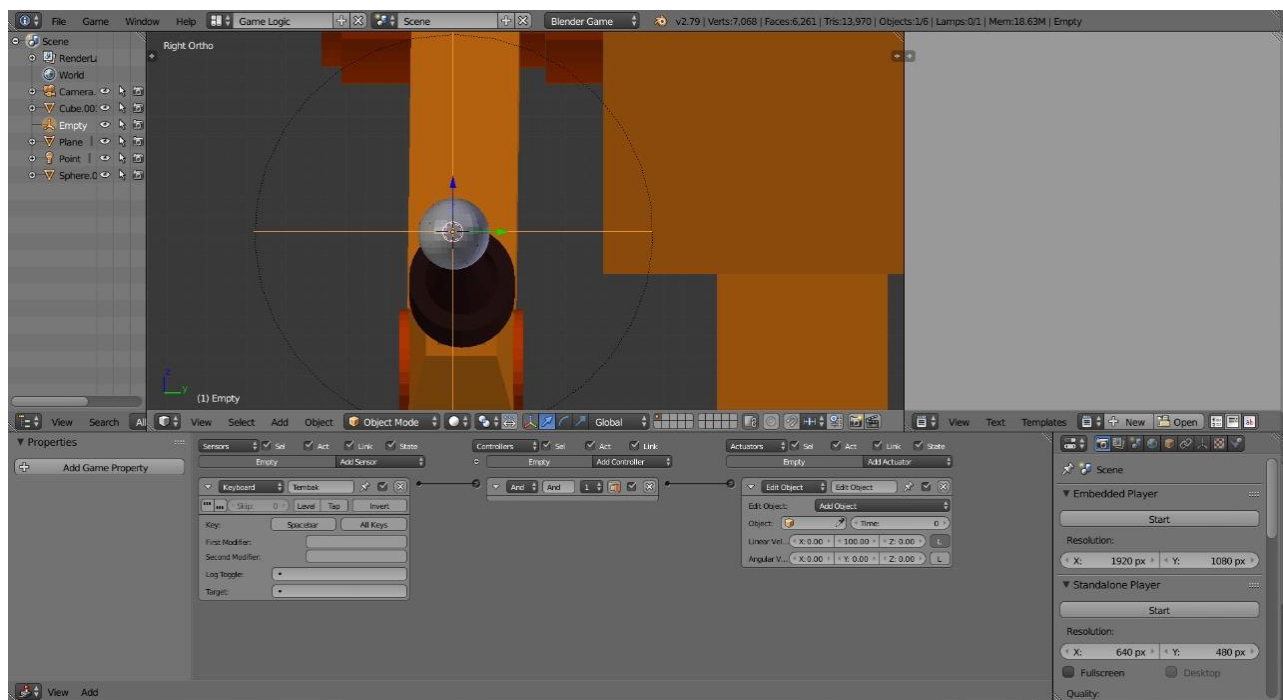 File Game Window Help Game Logic Scene Blender Game v2.79 | Verts:7,068 | Faces:6,261 | Tris:13,970 | Objects:1/6 | Lamps:0/1 | Mem:18.63M | Empty
Scene
RenderLa
World
Camera.
Cube.00
Empty
Plane
Point
Sphere.0
Right Ortho
z
y
(1) Empty
View Search All
View Select Add Object Object Mode Global
View Text Templates New Open
Properties
Add Game Property
Sensors Sel Act Link State
Empty Add Sensor
Keyboard Tembak
Skip: 0 Level Tap Invert
Key: Spacebar All Keys
First Modifier:
Second Modifier:
Log Toggle:
Target:
Controllers Sel Act Link
Empty Add Controller
And And 1
Actuators Sel Act Link State
Empty Add Actuator
Edit Object Edit Object
Edit Object: Add Object
Object: Time: 0
Linear Vel... X: 0.00 100.00 Z: 0.00 L
Angular V... X: 0.00 Y: 0.00 Z: 0.00 L
Scene
Embedded Player
Start
Resolution:
X: 1920 px Y: 1080 px
Standalone Player
Start
Resolution:
X: 640 px Y: 480 px
Fullscreen Desktop
Quality:
View Add